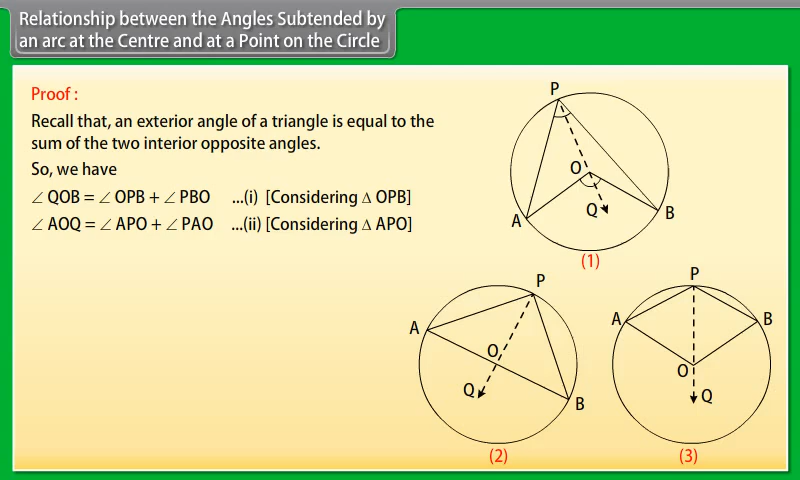 Relationship between the Angles Subtended by
an arc at the Centre and at a Point on the Circle
Proof :
Recall that, an exterior angle of a triangle is equal to the
sum of the two interior opposite angles.
So, we have
∠ QOB = ∠ OPB + ∠ PBO ...(i) [Considering Δ OPB]
∠ AOQ = ∠ APO + ∠ PAO ...(ii) [Considering Δ APO]
P
O
Q
A
B
(1)
P
A
O
Q
B
(2)
P
A
B
O
Q
(3)